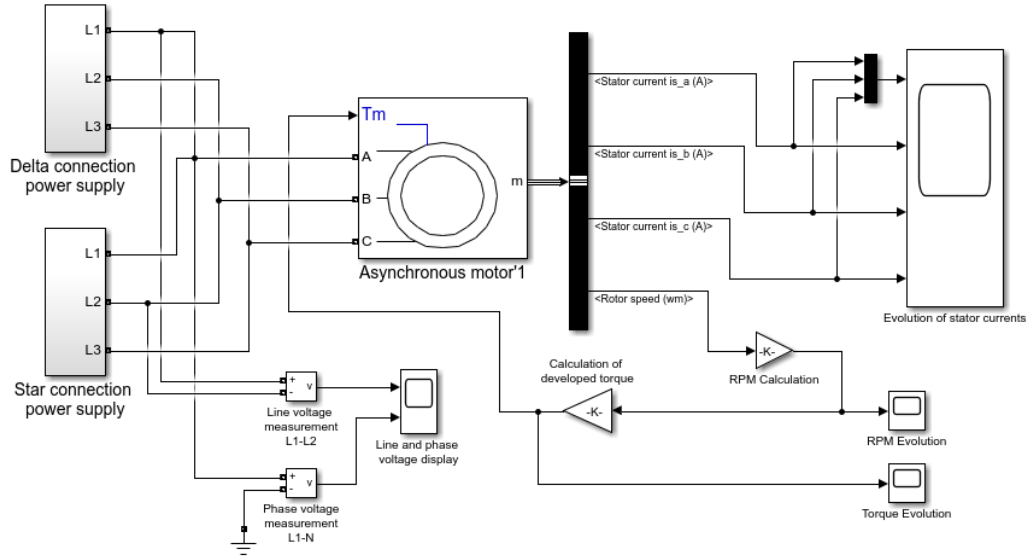 L1
L2
L3
Delta connection
power supply
L1
L2
L3
Star connection
power supply
Tm
A
B
C
m
Asynchronous motor'1
<Stator current is_a (A)>
<Stator current is_b (A)>
<Stator current is_c (A)>
<Rotor speed (wm)>
Evolution of stator currents
-K-
RPM Calculation
Calculation of
developed torque
-K-
RPM Evolution
Torque Evolution
+
-
v
Line voltage
measurement
L1-L2
Line and phase
voltage display
+
-
v
Phase voltage
measurement
L1-N